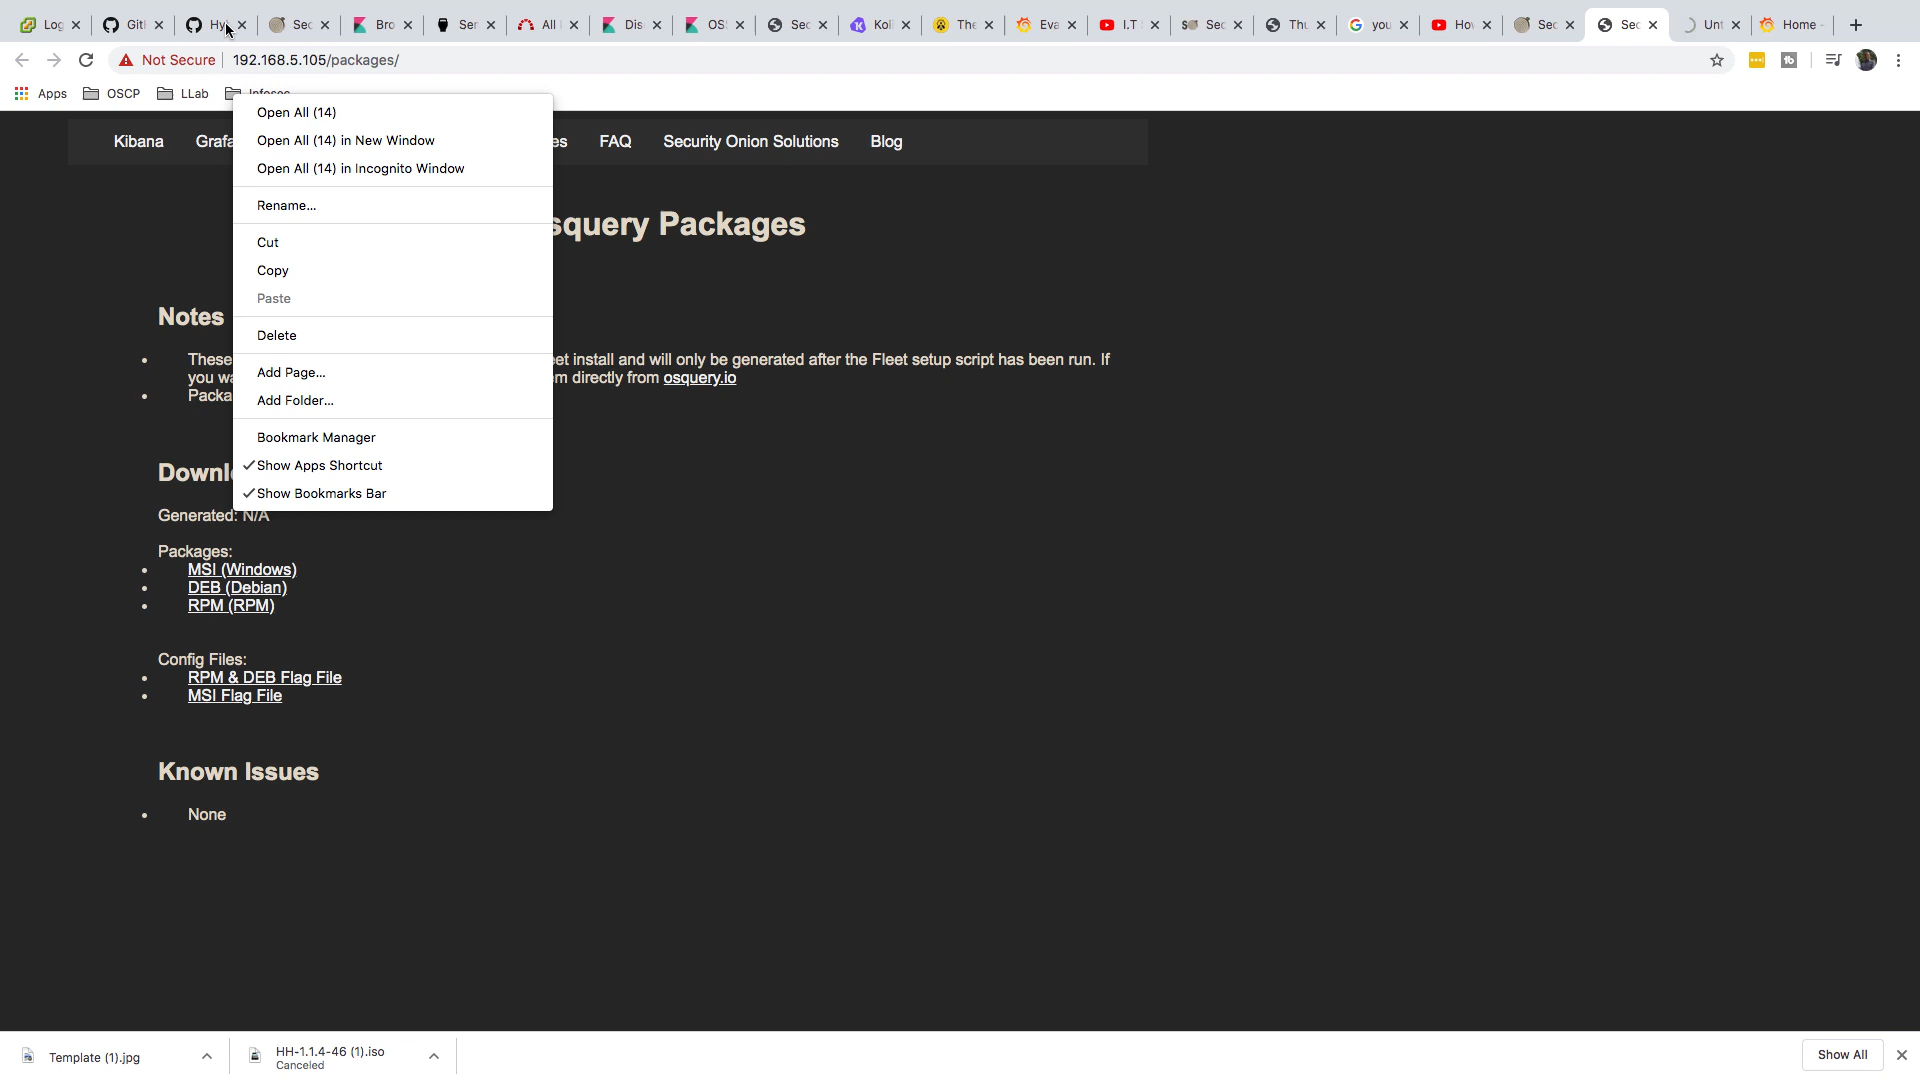 Log
Gitl
Hy
Sec
Bro
Ser
All
Dis
OS
Sec
Koli
The
Eva
I.T
Sec
Thu
you
Hov
Sec
Sec
Unt
Home -
Not Secure
192.168.5.105/packages/
Apps
OSCP
LLab
Infosec
Open All (14)
Open All (14) in New Window
Open All (14) in Incognito Window
Rename...
Cut
Copy
Paste
Delete
Add Page...
Add Folder...
Bookmark Manager
Show Apps Shortcut
Show Bookmarks Bar
Kibana
Grafa
es
FAQ
Security Onion Solutions
Blog
squery Packages
Notes
These
et install and will only be generated after the Fleet setup script has been run. If
you wa
m directly from osquery.io
Packa
Downl
Generated: N/A
Packages:
MSI (Windows)
DEB (Debian)
RPM (RPM)
Config Files:
RPM & DEB Flag File
MSI Flag File
Known Issues
None
Template (1).jpg
HH-1.1.4-46 (1).iso
Canceled
Show All